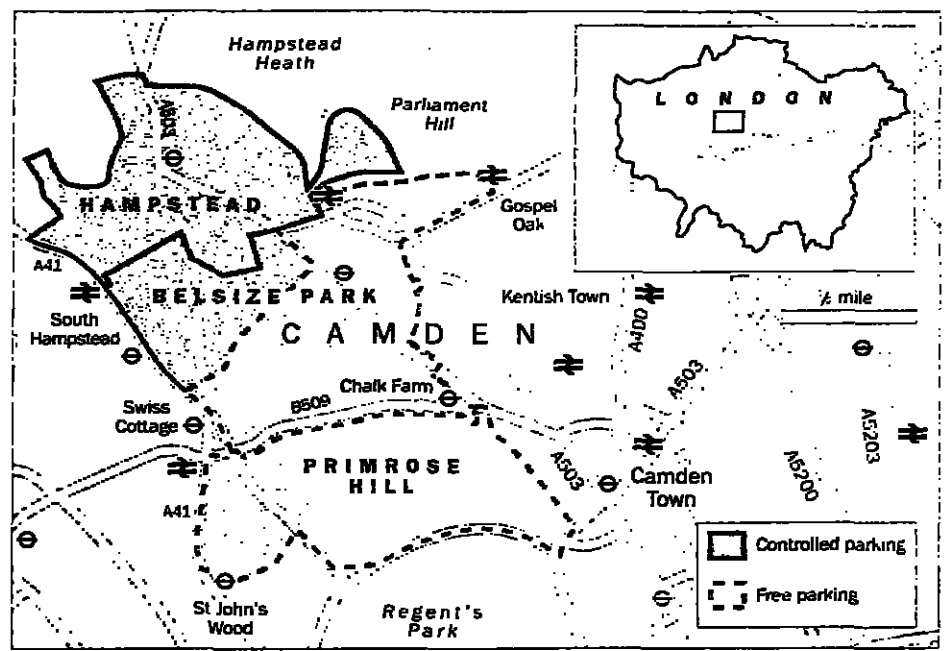 Hampstead
Heath
Parliament
Hill
LONDON
HAMPSTEAD
Gospel
Oak
A41
BELSIZE PARK
Kentish Town
½ mile
South
Hampstead
CAMDEN
A400
A503
Chalk Farm
B509
Swiss
Cottage
A5203
PRIMROSE
HILL
A503
Camden
Town
A5200
A41
Controlled parking
Free parking
St John's
Wood
Regent's
Park